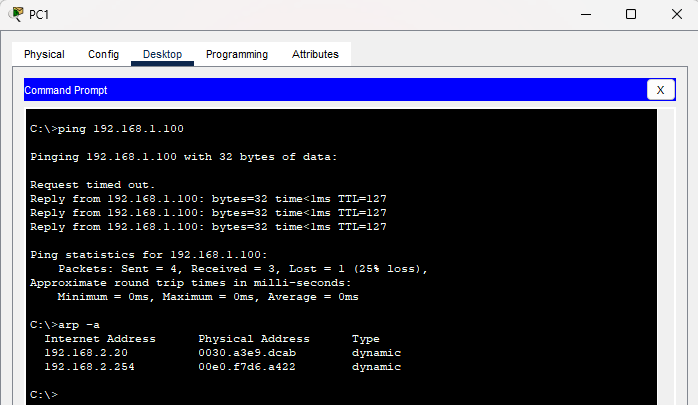 PC1
Physical Config Desktop Programming Attributes
Command Prompt X
C:\>ping 192.168.1.100
Pinging 192.168.1.100 with 32 bytes of data:
Request timed out.
Reply from 192.168.1.100: bytes=32 time<1ms TTL=127
Reply from 192.168.1.100: bytes=32 time<1ms TTL=127
Reply from 192.168.1.100: bytes=32 time<1ms TTL=127
Ping statistics for 192.168.1.100:
Packets: Sent = 4, Received = 3, Lost = 1 (25% loss),
Approximate round trip times in milli-seconds:
Minimum = 0ms, Maximum = 0ms, Average = 0ms
C:\>arp -a
Internet Address Physical Address Type
192.168.2.20 0030.a3e9.dcab dynamic
192.168.2.254 00e0.f7d6.a422 dynamic
C:\>